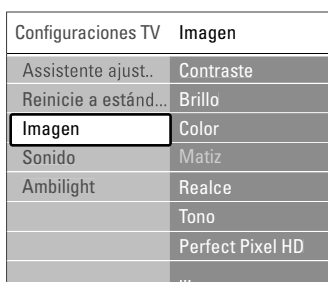 Configuraciones TV Imagen
Assistente ajust.. Contraste
Reinicie a estánd... Brillo
Imagen Color
Sonido Matiz
Ambilight Realce
Tono
Perfect Pixel HD
...